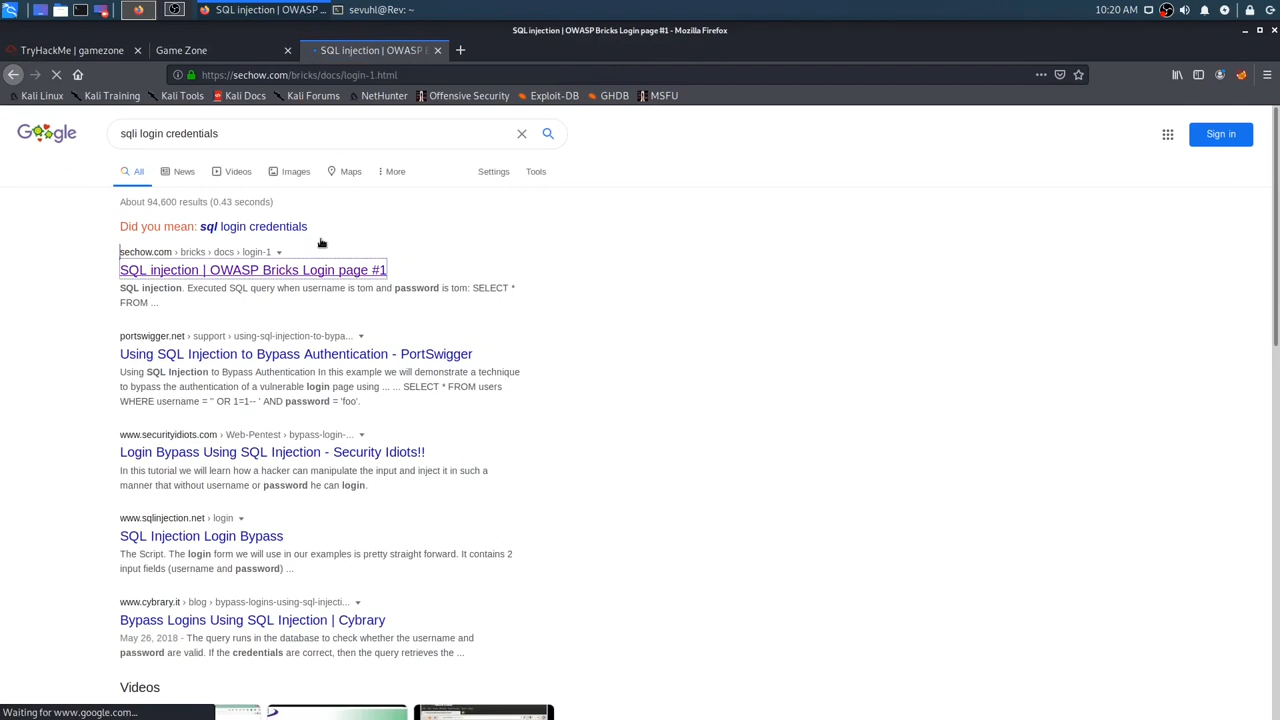 10:20 AM
SQL injection | OWASP Bricks Login page #1 - Mozilla Firefox
TryHackMe | gamezone
SQL injection | OWASP
https://sechow.com/bricks/docs/login-1.html
Kali Linux
Kali Training
Kali Tools
Kali Docs
Kali Forums
NetHunter
Offensive Security
Exploit-DB
GHDB
MSFU
Google
sqli login credentials
Sign in
All
News
Videos
Images
Maps
More
Settings
Tools
About 94,600 results (0.43 seconds)
Did you mean: sql login credentials
sechow.com › bricks › docs › login-1
SQL injection | OWASP Bricks Login page #1
SQL injection. Executed SQL query when username is tom and password is tom: SELECT *
FROM ...
portswigger.net › support › using-sql-injection-to-bypa...
Using SQL Injection to Bypass Authentication - PortSwigger
Using SQL Injection to Bypass Authentication In this example we will demonstrate a technique
to bypass the authentication of a vulnerable login page using ... ... SELECT * FROM users
WHERE username = '' OR 1=1-- ' AND password = 'foo'.
www.securityidiots.com › Web-Pentest › bypass-login-...
Login Bypass Using SQL Injection - Security Idiots!!
In this tutorial we will learn how a hacker can manipulate the input and inject it in such a
manner that without username or password he can login.
www.sqlinjection.net › login
SQL Injection Login Bypass
The Script. The login form we will use in our examples is pretty straight forward. It contains 2
input fields (username and password) ...
www.cybrary.it › blog › bypass-logins-using-sql-injecti...
Bypass Logins Using SQL Injection | Cybrary
May 26, 2018 - The query runs in the database to check whether the username and
password are valid. If the credentials are correct, then the query retrieves the ...
Videos
Waiting for www.google.com...